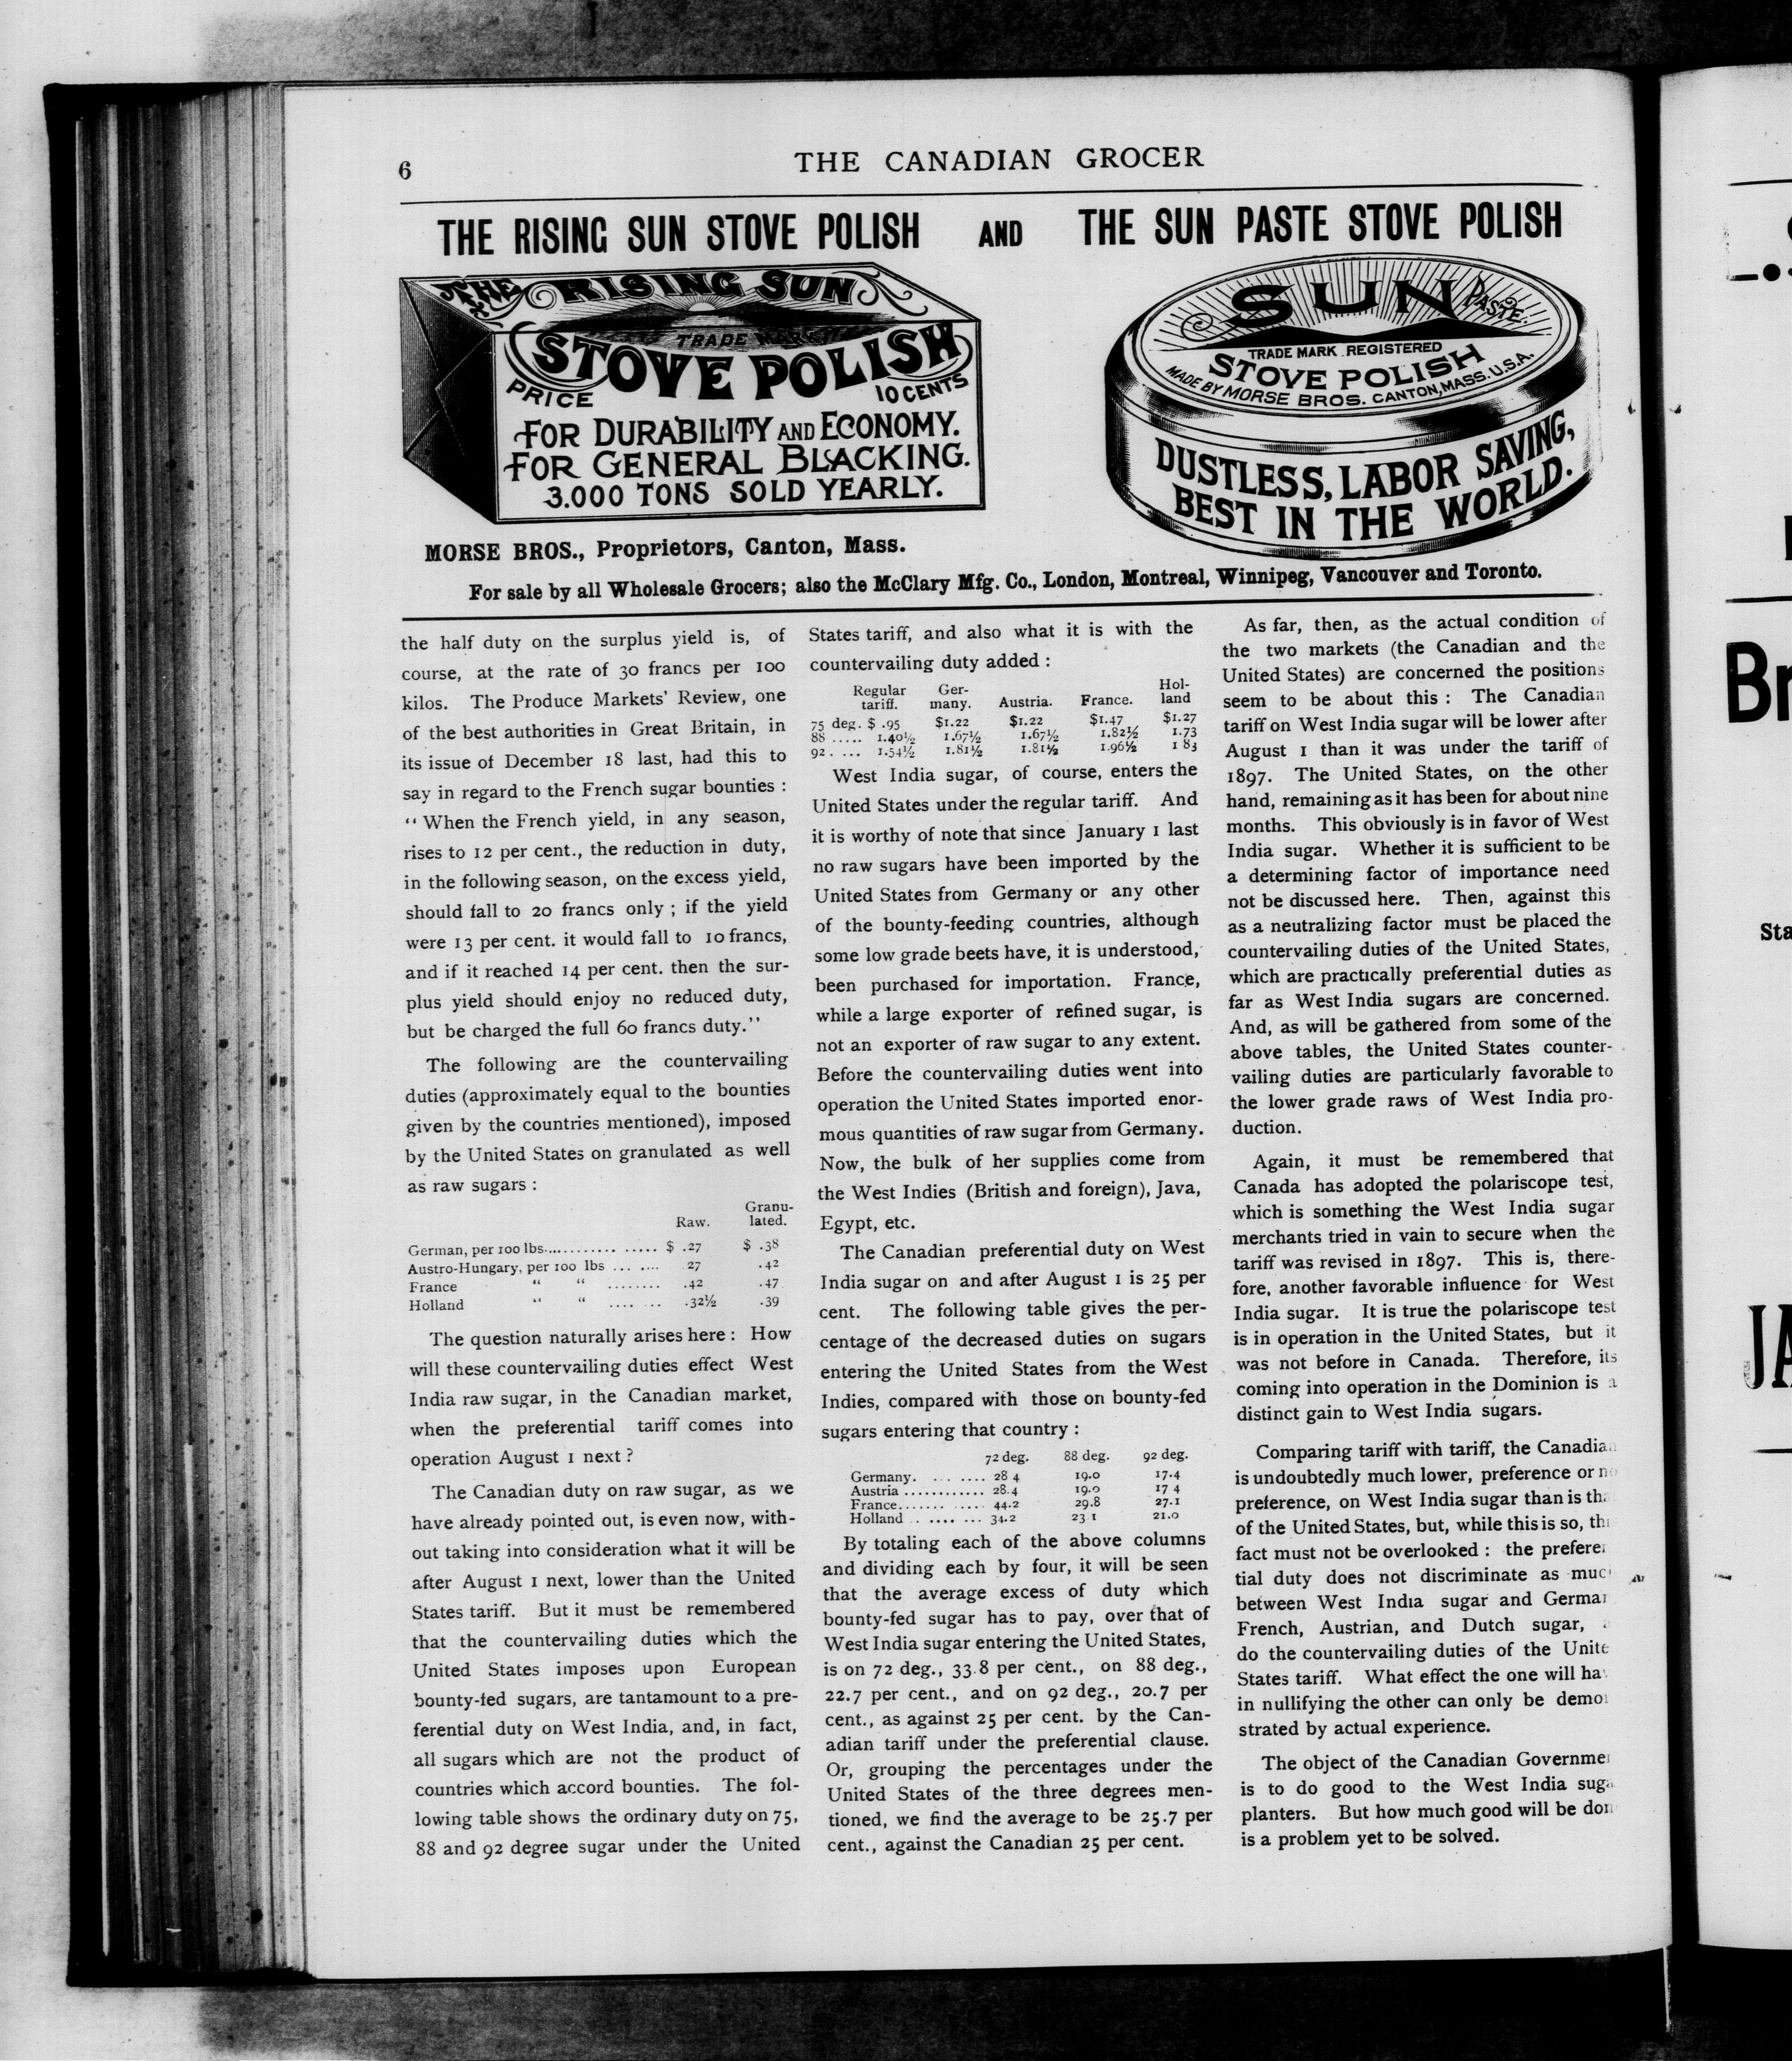 6
THE CANADIAN GROCER
THE RISING SUN STOVE POLISH AND THE SUN PASTE STOVE POLISH
THE RISING SUN
TRADE MARK
STOVE POLISH
PRICE 10 CENTS
FOR DURABILITY AND ECONOMY.
FOR GENERAL BLACKING.
3.000 TONS SOLD YEARLY.
SUN PASTE.
TRADE MARK REGISTERED
STOVE POLISH
MADE BY MORSE BROS. CANTON, MASS. U.S.A.
DUSTLESS, LABOR SAVING,
BEST IN THE WORLD.
MORSE BROS., Proprietors, Canton, Mass.
For sale by all Wholesale Grocers; also the McClary Mfg. Co., London, Montreal, Winnipeg, Vancouver and Toronto.
the half duty on the surplus yield is, of
course, at the rate of 30 francs per 100
kilos. The Produce Markets' Review, one
of the best authorities in Great Britain, in
its issue of December 18 last, had this to
say in regard to the French sugar bounties :
“ When the French yield, in any season,
rises to 12 per cent., the reduction in duty,
in the following season, on the excess yield,
should fall to 20 francs only ; if the yield
were 13 per cent. it would fall to 10 francs,
and if it reached 14 per cent. then the sur-
plus yield should enjoy no reduced duty,
but be charged the full 60 francs duty.”
The following are the countervailing
duties (approximately equal to the bounties
given by the countries mentioned), imposed
by the United States on granulated as well
as raw sugars :
Raw. Granu-
lated.
German, per 100 lbs............. ..... $ .27 $ .38
Austro-Hungary, per 100 lbs ... .... 27 .42
France “ “ ........ .42 .47
Holland “ “ .... ... .32½ .39
The question naturally arises here : How
will these countervailing duties effect West
India raw sugar, in the Canadian market,
when the preferential tariff comes into
operation August 1 next ?
The Canadian duty on raw sugar, as we
have already pointed out, is even now, with-
out taking into consideration what it will be
after August 1 next, lower than the United
States tariff. But it must be remembered
that the countervailing duties which the
United States imposes upon European
bounty-fed sugars, are tantamount to a pre-
ferential duty on West India, and, in fact,
all sugars which are not the product of
countries which accord bounties. The fol-
lowing table shows the ordinary duty on 75,
88 and 92 degree sugar under the United
States tariff, and also what it is with the
countervailing duty added :
Regular Ger- Hol-
tariff. many. Austria. France. land
75 deg. $ .95 $1.22 $1.22 $1.47 $1.27
88 ..... 1.40½ 1.67½ 1.67½ 1.82½ 1.73
92 . ... 1.54½ 1.81½ 1.81½ 1.96½ 1 83
West India sugar, of course, enters the
United States under the regular tariff. And
it is worthy of note that since January 1 last
no raw sugars have been imported by the
United States from Germany or any other
of the bounty-feeding countries, although
some low grade beets have, it is understood,
been purchased for importation. France,
while a large exporter of refined sugar, is
not an exporter of raw sugar to any extent.
Before the countervailing duties went into
operation the United States imported enor-
mous quantities of raw sugar from Germany.
Now, the bulk of her supplies come from
the West Indies (British and foreign), Java,
Egypt, etc.
The Canadian preferential duty on West
India sugar on and after August 1 is 25 per
cent. The following table gives the per-
centage of the decreased duties on sugars
entering the United States from the West
Indies, compared with those on bounty-fed
sugars entering that country :
72 deg. 88 deg. 92 deg.
Germany. ... .... 28 4 19.0 17.4
Austria ............ 28.4 19.0 17 4
France....... ..... 44.2 29.8 27.1
Holland .. .... ... 34.2 23 1 21.0
By totaling each of the above columns
and dividing each by four, it will be seen
that the average excess of duty which
bounty-fed sugar has to pay, over that of
West India sugar entering the United States,
is on 72 deg., 33.8 per cent., on 88 deg.,
22.7 per cent., and on 92 deg., 20.7 per
cent., as against 25 per cent. by the Can-
adian tariff under the preferential clause.
Or, grouping the percentages under the
United States of the three degrees men-
tioned, we find the average to be 25.7 per
cent., against the Canadian 25 per cent.
As far, then, as the actual condition of
the two markets (the Canadian and the
United States) are concerned the positions
seem to be about this : The Canadian
tariff on West India sugar will be lower after
August 1 than it was under the tariff of
1897. The United States, on the other
hand, remaining as it has been for about nine
months. This obviously is in favor of West
India sugar. Whether it is sufficient to be
a determining factor of importance need
not be discussed here. Then, against this
as a neutralizing factor must be placed the
countervailing duties of the United States,
which are practically preferential duties as
far as West India sugars are concerned.
And, as will be gathered from some of the
above tables, the United States counter-
vailing duties are particularly favorable to
the lower grade raws of West India pro-
duction.
Again, it must be remembered that
Canada has adopted the polariscope test,
which is something the West India sugar
merchants tried in vain to secure when the
tariff was revised in 1897. This is, there-
fore, another favorable influence for West
India sugar. It is true the polariscope test
is in operation in the United States, but it
was not before in Canada. Therefore, its
coming into operation in the Dominion is a
distinct gain to West India sugars.
Comparing tariff with tariff, the Canadian
is undoubtedly much lower, preference or no
preference, on West India sugar than is tha
of the United States, but, while this is so, th
fact must not be overlooked : the prefere
tial duty does not discriminate as muc
between West India sugar and Germa
French, Austrian, and Dutch sugar,
do the countervailing duties of the Unite
States tariff. What effect the one will ha
in nullifying the other can only be demo
strated by actual experience.
The object of the Canadian Governme
is to do good to the West India suga
planters. But how much good will be don
is a problem yet to be solved.
Br
Sta
JA